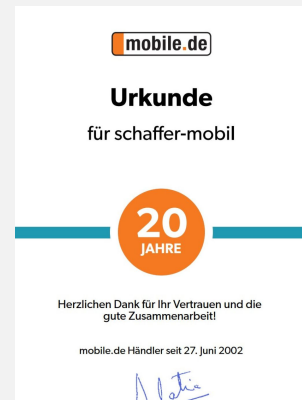 mobile.de
Urkunde
für schaffer-mobil
20
JAHRE
Herzlichen Dank für Ihr Vertrauen und die
gute Zusammenarbeit!
mobile.de Händler seit 27. Juni 2002